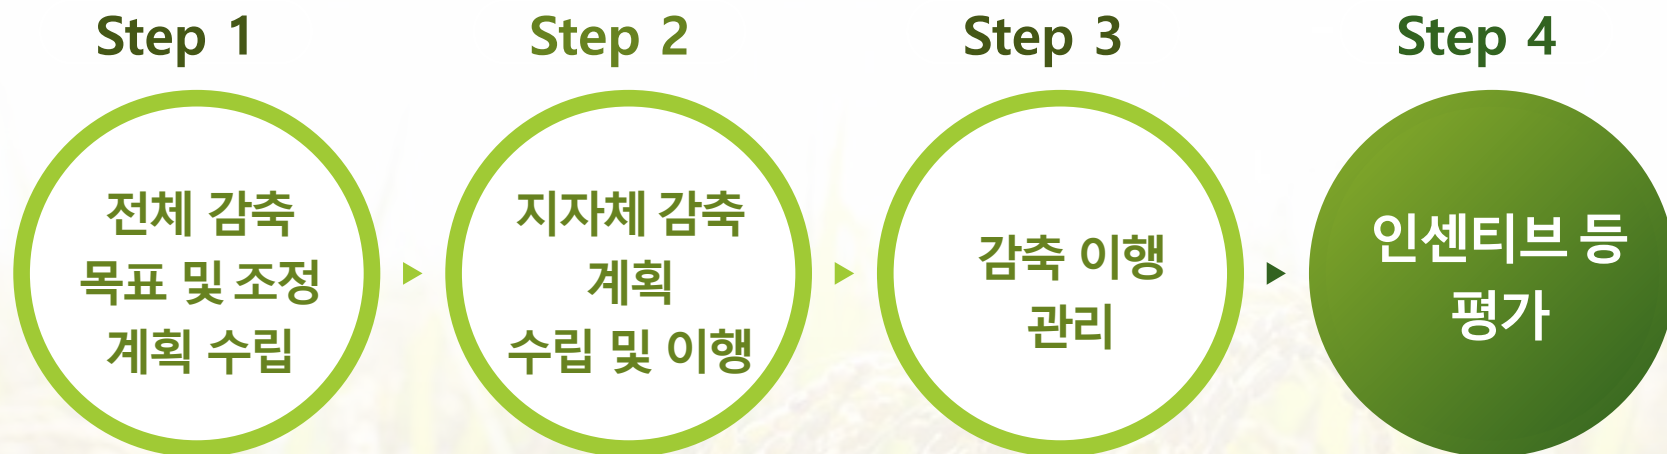 Step 1
전체 감축
목표 및 조정
계획 수립
Step 2
지자체 감축
계획
수립 및 이행
Step 3
감축 이행
관리
Step 4
인센티브 등
평가